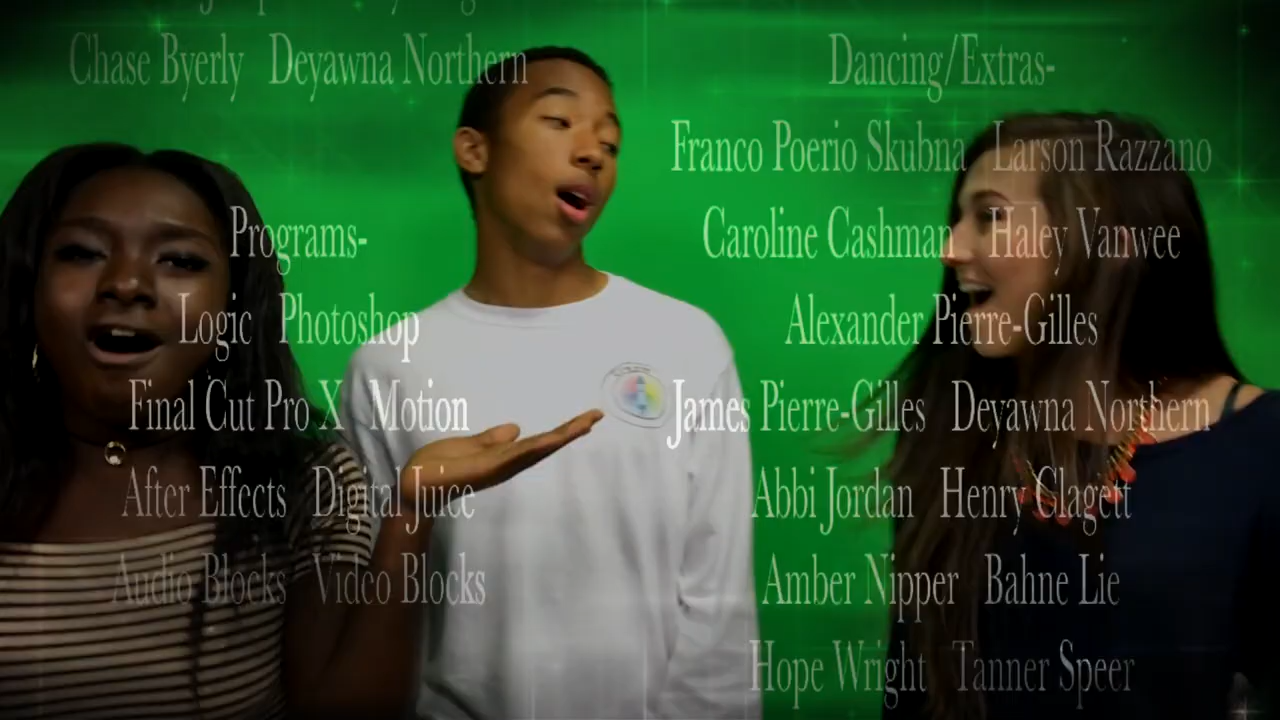 Chase Byerly Deyawna Northern
Programs-
Logic Photoshop
Final Cut Pro X Motion
After Effects Digital Juice
Audio Blocks Video Blocks
Dancing/Extras-
Franco Poerio Skubna Larson Razzano
Caroline Cashman Haley Vanwee
Alexander Pierre-Gilles
James Pierre-Gilles Deyawna Northern
Abbi Jordan Henry Clagett
Amber Nipper Bahne Lie
Hope Wright Tanner Speer